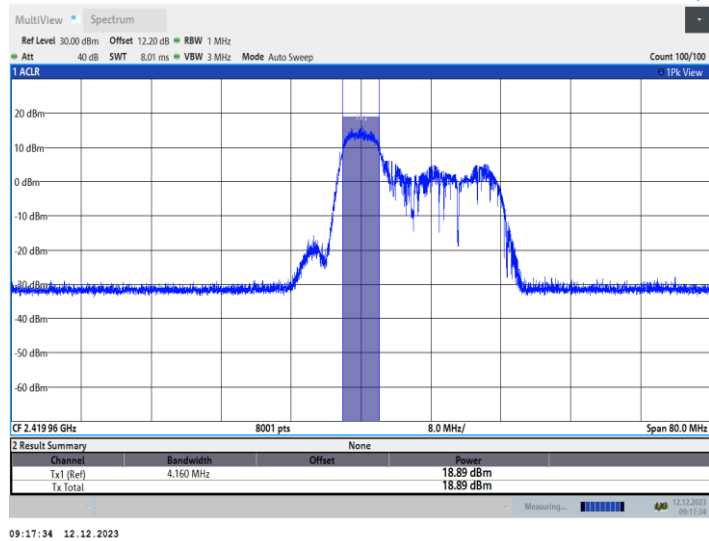 MultiView Spectrum
Ref Level 30.00 dBm Offset 12.20 dB RBW 1 MHz
Att 40 dB SWT 8.01 ms VBW 3 MHz Mode Auto Sweep Count 100/100
1 ACLR 1Pk View
20 dBm
10 dBm
0 dBm
-10 dBm
-20 dBm
-30 dBm
-40 dBm
-50 dBm
-60 dBm
CF 2.419 96 GHz 8001 pts 8.0 MHz/ Span 80.0 MHz
2 Result Summary None
Channel Bandwidth Offset Power
Tx1 (Ref) 4.160 MHz 18.89 dBm
Tx Total 18.89 dBm
Measuring... 12.12.2023
09:17:34
09:17:34 12.12.2023